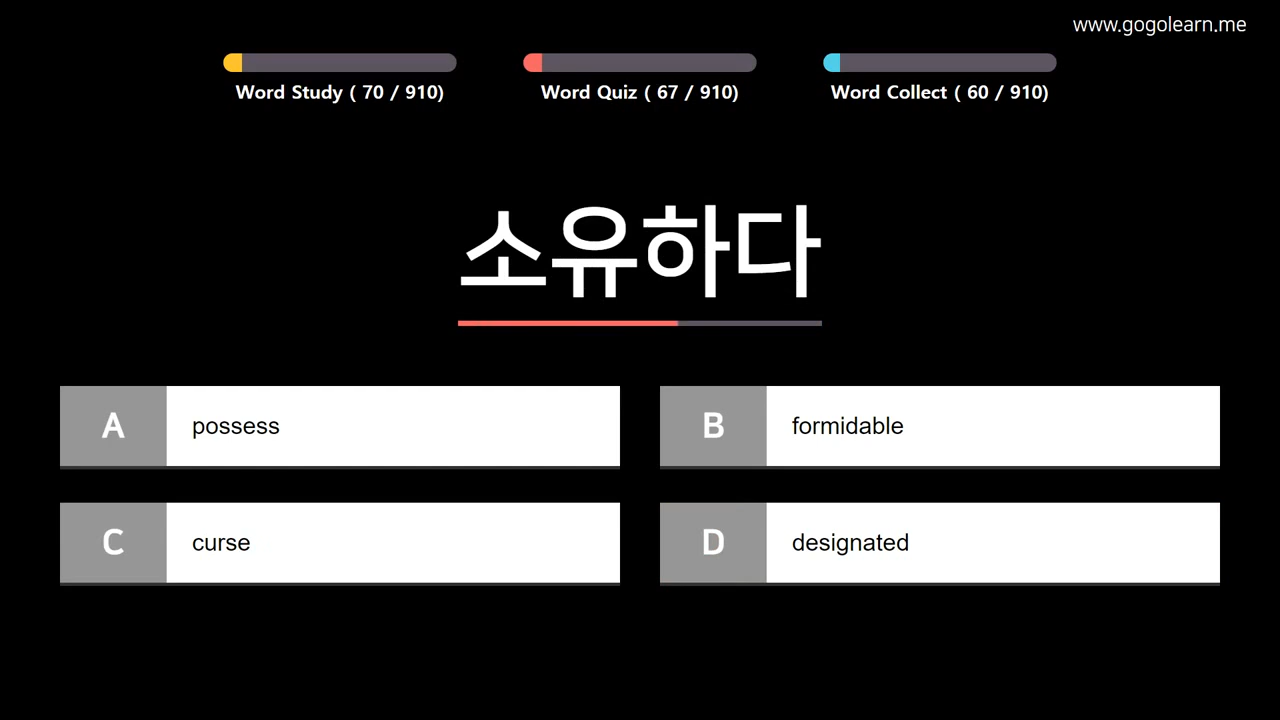 www.gogolearn.me
Word Study ( 70 / 910)
Word Quiz ( 67 / 910)
Word Collect ( 60 / 910)
소유하다
A possess
B formidable
C curse
D designated